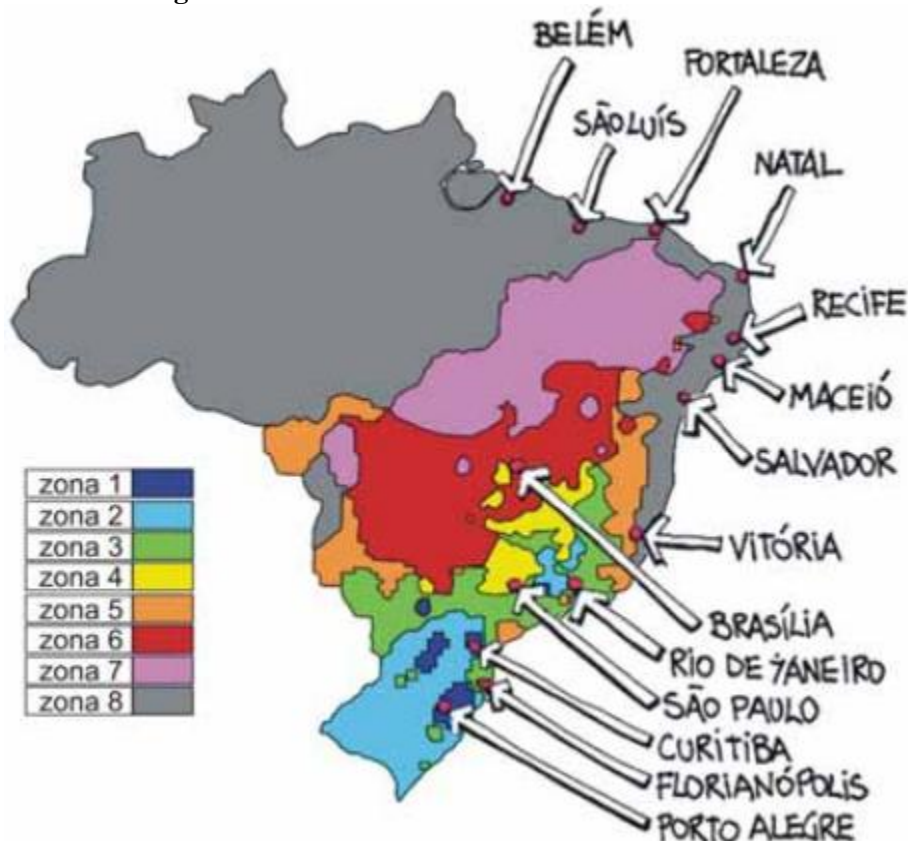 BELÉM
FORTALEZA
SÃO LUÍS
NATAL
RECIFE
MACEIÓ
SALVADOR
VITÓRIA
BRASÍLIA
RIO DE JANEIRO
SÃO PAULO
CURITIBA
FLORIANÓPOLIS
PORTO ALEGRE
zona 1
zona 2
zona 3
zona 4
zona 5
zona 6
zona 7
zona 8